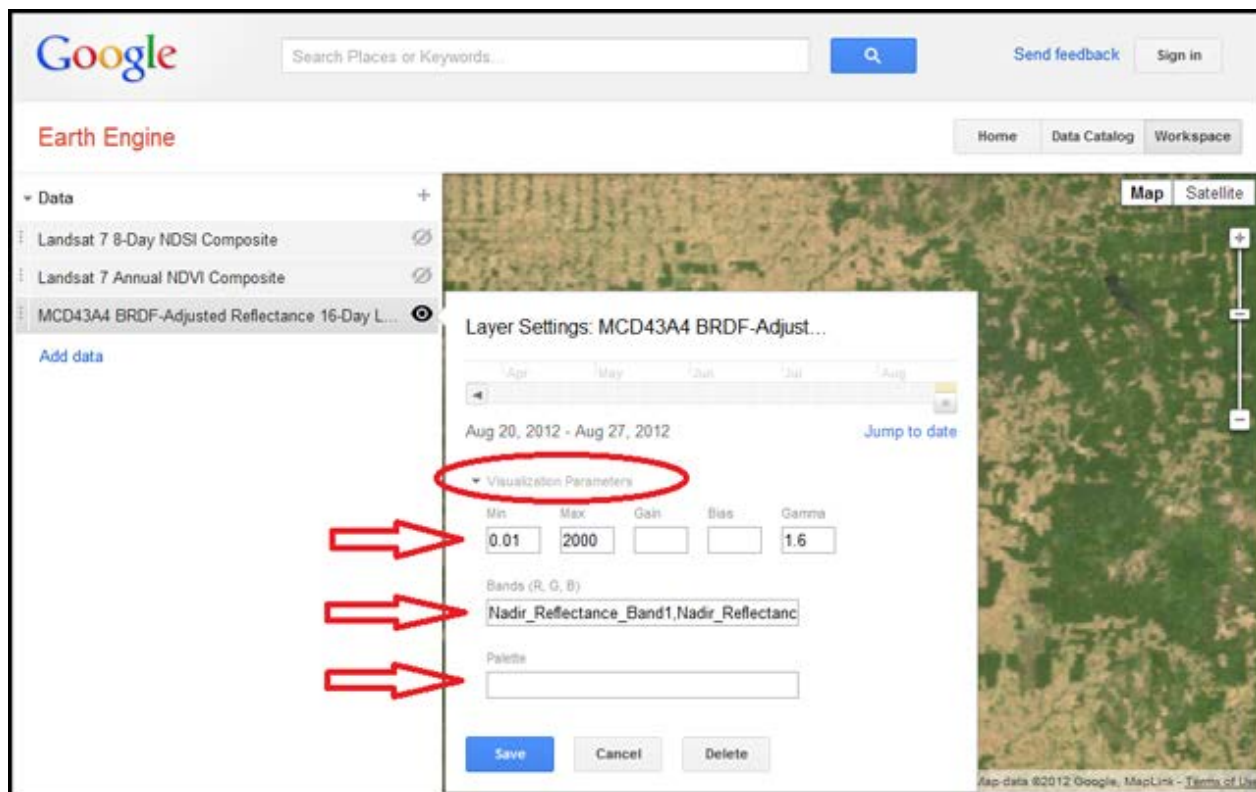 Google
Search Places or Keywords...
Send feedback
Sign in
Earth Engine
Home
Data Catalog
Workspace
Data
Landsat 7 8-Day NDSI Composite
Landsat 7 Annual NDVI Composite
MCD43A4 BRDF-Adjusted Reflectance 16-Day L...
Add data
Map
Satellite
Layer Settings: MCD43A4 BRDF-Adjust...
Apr May Jun Jul Aug
Aug 20, 2012 - Aug 27, 2012
Jump to date
Visualization Parameters
Min Max Gain Bias Gamma
0.01 2000 1.6
Bands (R, G, B)
Nadir_Reflectance_Band1,Nadir_Reflectanc
Palette
Save
Cancel
Delete
Map data ©2012 Google, MapLink - Terms of Us